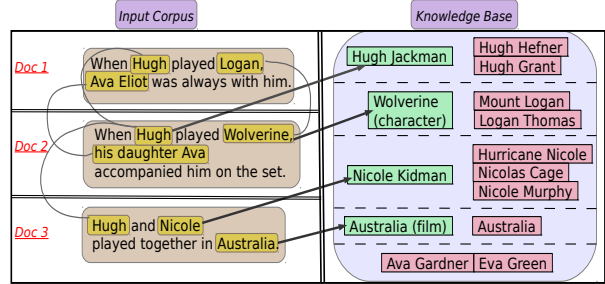 Input Corpus
Knowledge Base
Doc 1
When Hugh played Logan,
Ava Eliot was always with him.
Doc 2
When Hugh played Wolverine,
his daughter Ava
accompanied him on the set.
Doc 3
Hugh and Nicole
played together in Australia.
Hugh Jackman
Hugh Hefner
Hugh Grant
Wolverine
(character)
Mount Logan
Logan Thomas
Nicole Kidman
Hurricane Nicole
Nicolas Cage
Nicole Murphy
Australia (film)
Australia
Ava Gardner
Eva Green